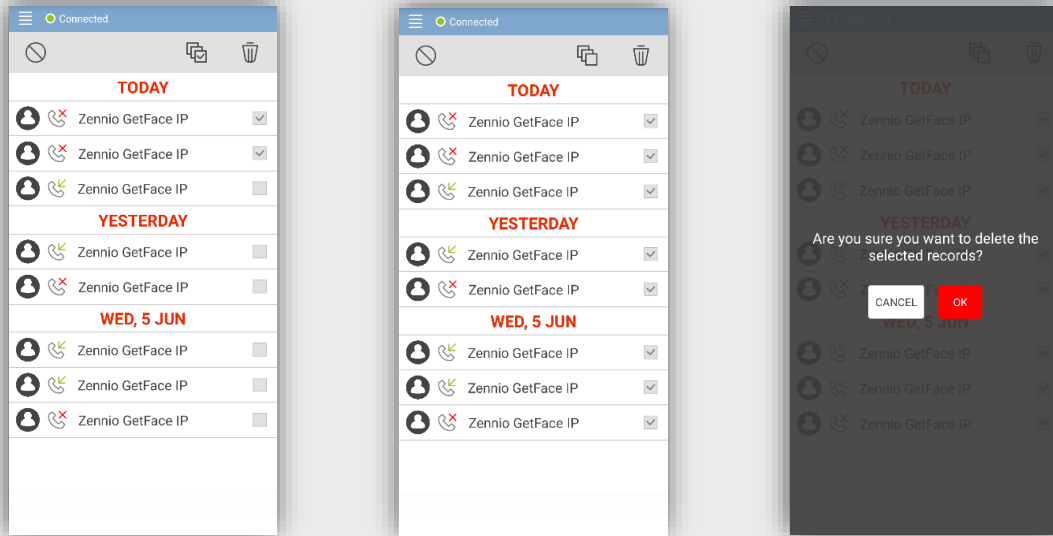 Connected
TODAY
Zennio GetFace IP
Zennio GetFace IP
Zennio GetFace IP
YESTERDAY
Zennio GetFace IP
Zennio GetFace IP
WED, 5 JUN
Zennio GetFace IP
Zennio GetFace IP
Zennio GetFace IP
Connected
TODAY
Zennio GetFace IP
Zennio GetFace IP
Zennio GetFace IP
YESTERDAY
Zennio GetFace IP
Zennio GetFace IP
WED, 5 JUN
Zennio GetFace IP
Zennio GetFace IP
Zennio GetFace IP
Connected
TODAY
Zennio GetFace IP
Zennio GetFace IP
Zennio GetFace IP
YESTERDAY
Are you sure you want to delete the
selected records?
CANCEL
OK
WED, 5 JUN
Zennio GetFace IP
Zennio GetFace IP
Zennio GetFace IP